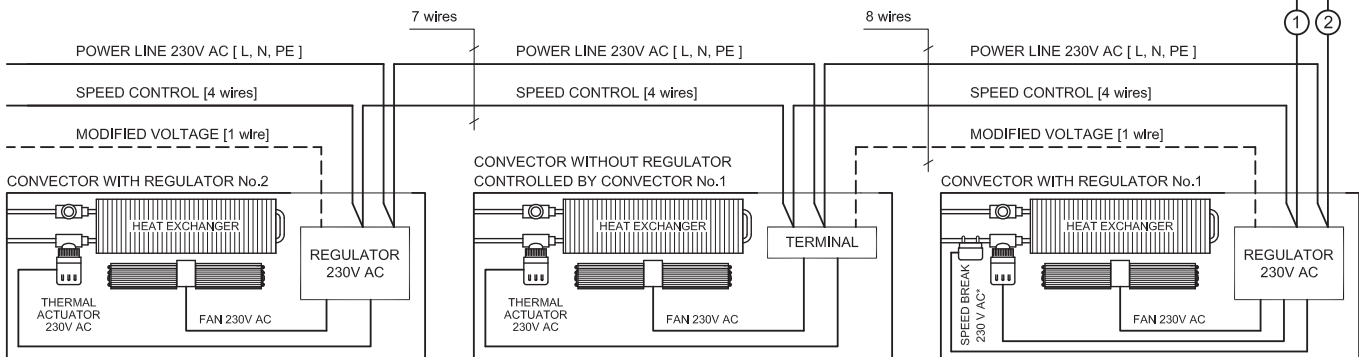 7 wires
8 wires
1
2
POWER LINE 230V AC [ L, N, PE ]
POWER LINE 230V AC [ L, N, PE ]
POWER LINE 230V AC [ L, N, PE ]
SPEED CONTROL [4 wires]
SPEED CONTROL [4 wires]
SPEED CONTROL [4 wires]
MODIFIED VOLTAGE [1 wire]
MODIFIED VOLTAGE [1 wire]
CONVECTOR WITH REGULATOR No.2
HEAT EXCHANGER
REGULATOR
230V AC
THERMAL
ACTUATOR
230V AC
FAN 230V AC
CONVECTOR WITHOUT REGULATOR
CONTROLLED BY CONVECTOR No.1
HEAT EXCHANGER
TERMINAL
THERMAL
ACTUATOR
230V AC
FAN 230V AC
CONVECTOR WITH REGULATOR No.1
HEAT EXCHANGER
REGULATOR
230V AC
SPEED BREAK
230 V AC*
FAN 230V AC